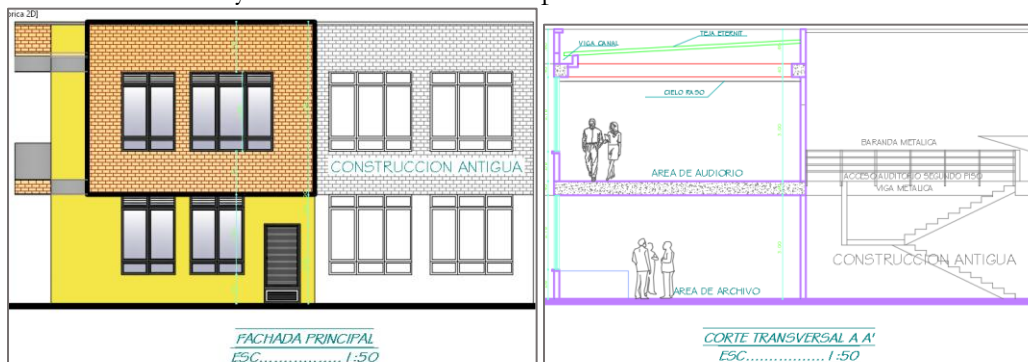 CONSTRUCCION ANTIGUA
FACHADA PRINCIPAL
ESC................1:50
TEJA ETERNIT
VIGA CANAL
CIELO RASO
BARANDA METALICA
AREA DE AUDIORIO
ACCESO AUDITORIO SEGUNDO PISO
VIGA METALICA
CONSTRUCCION ANTIGUA
AREA DE ARCHIVO
CORTE TRANSVERSAL A A'
ESC................1:50